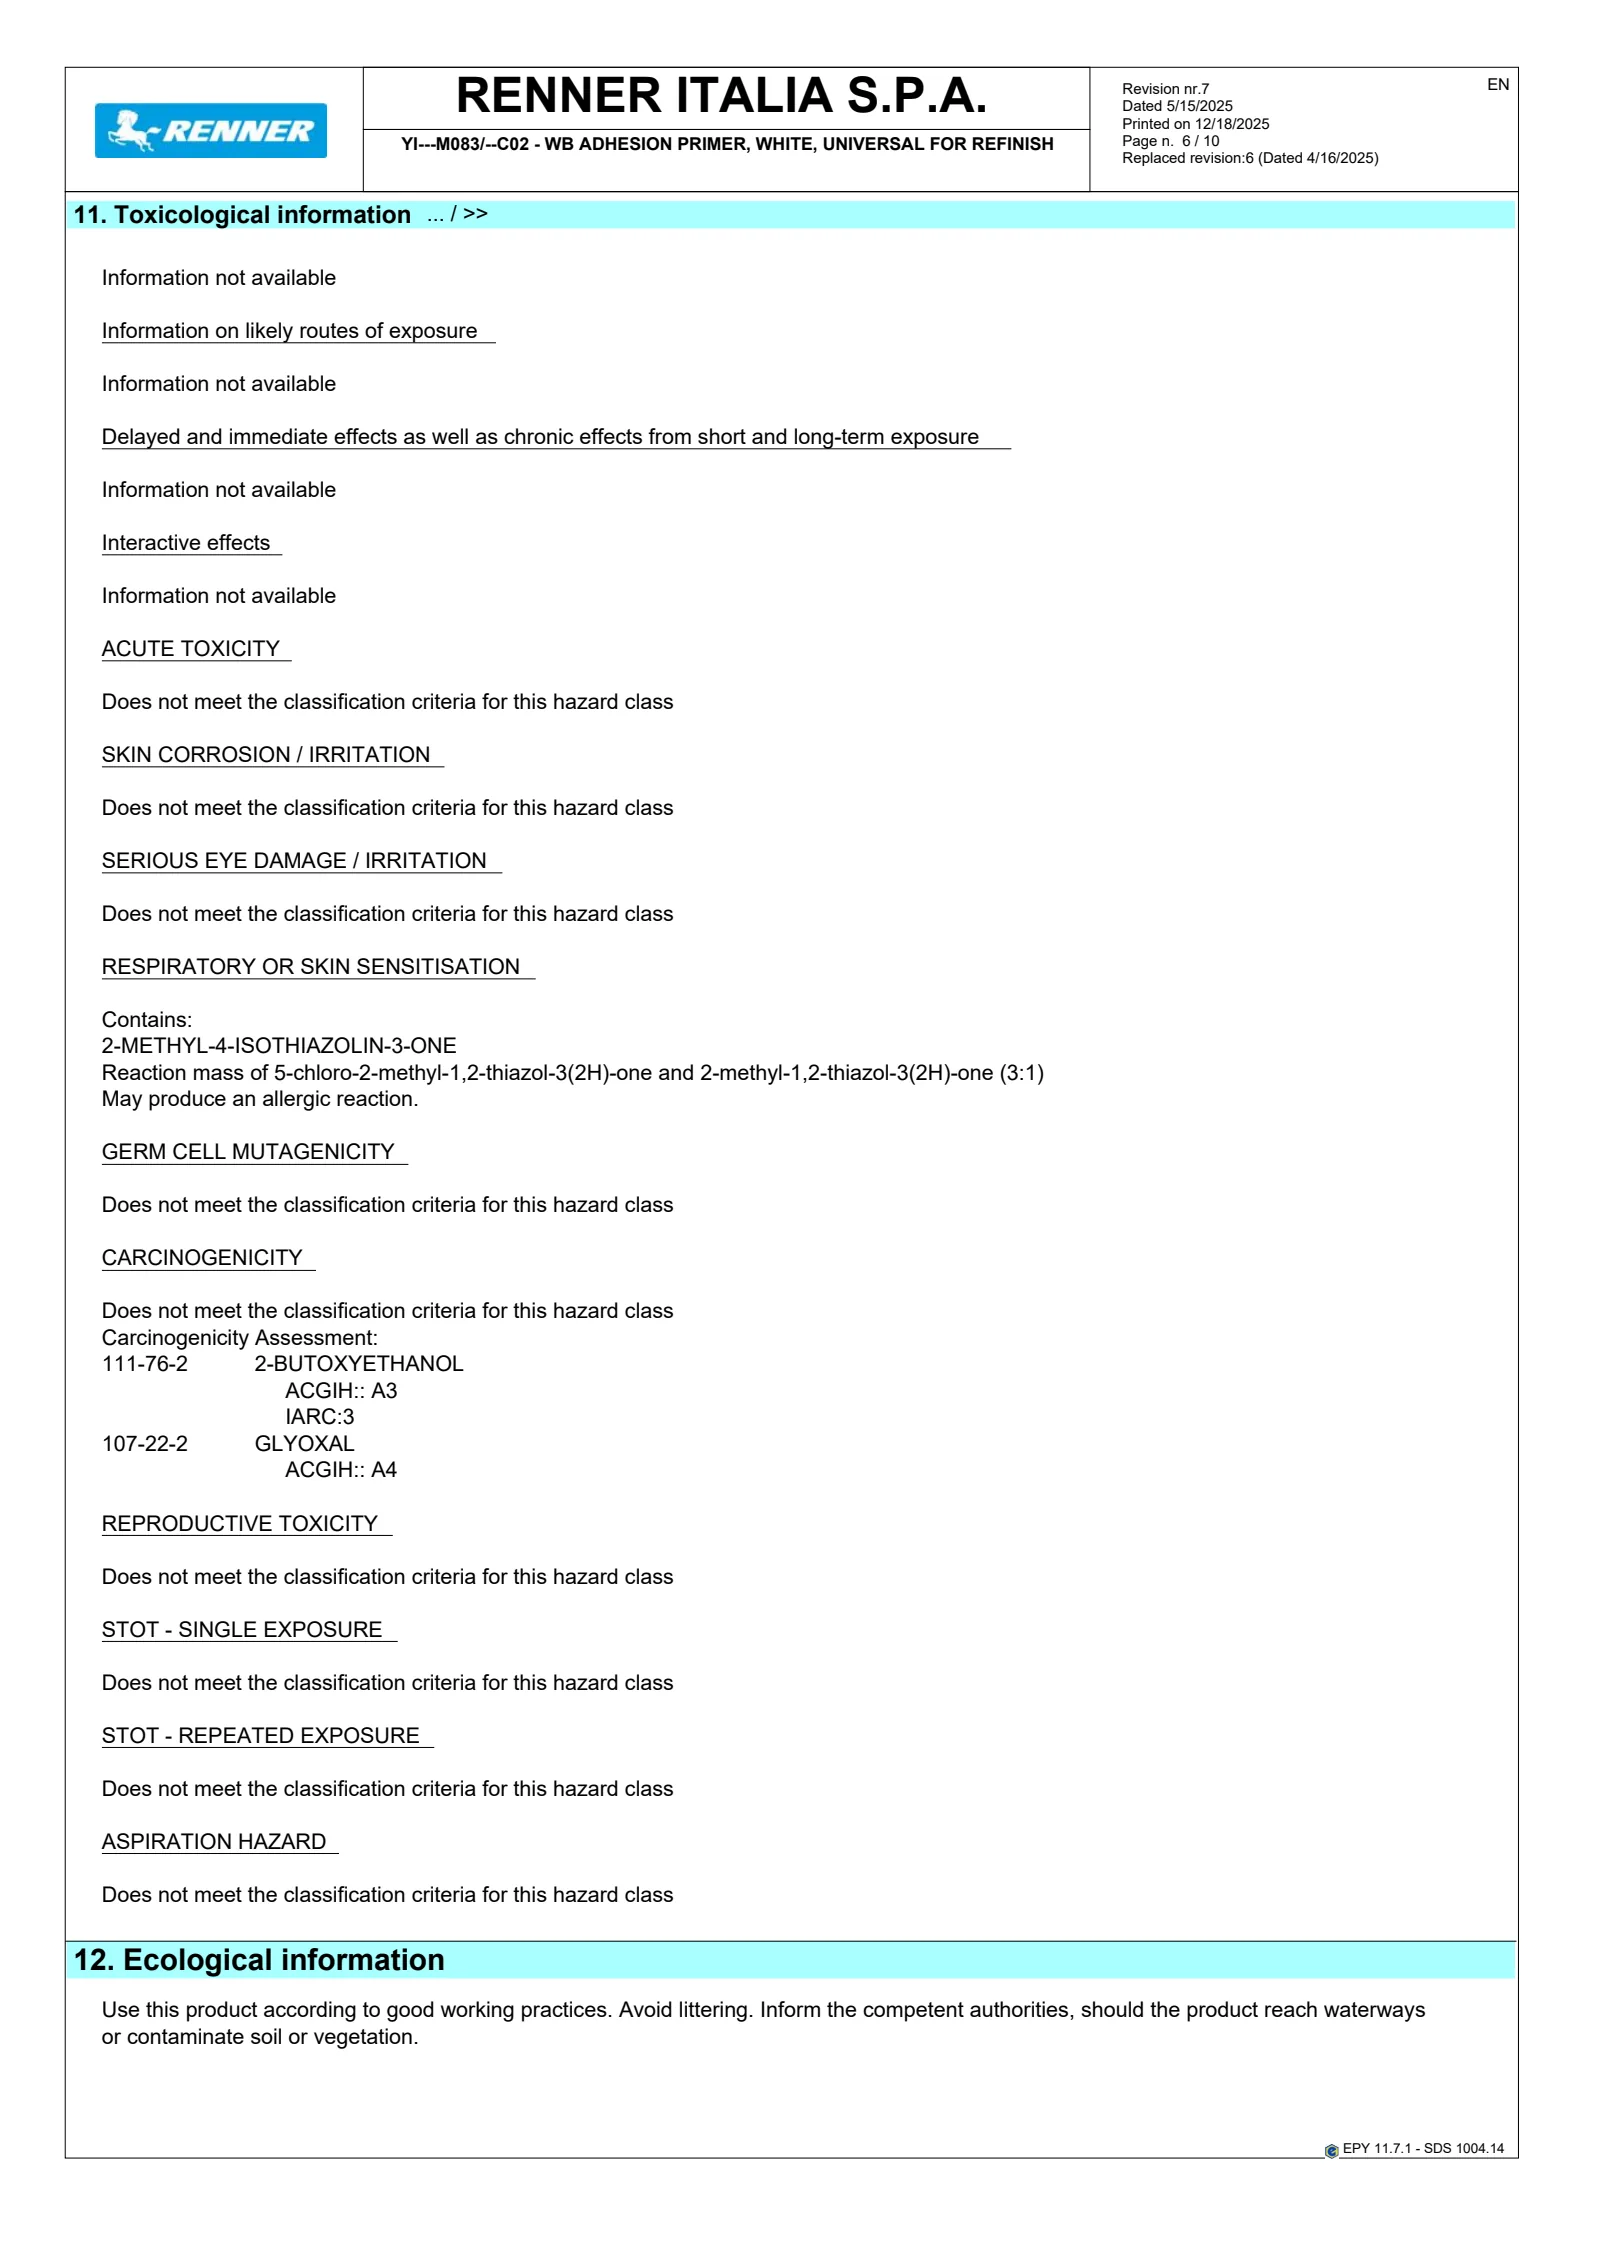 RENNER
RENNER ITALIA S.P.A.
YI---M083/--C02 - WB ADHESION PRIMER, WHITE, UNIVERSAL FOR REFINISH
Revision nr.7
Dated 5/15/2025
Printed on 12/18/2025
Page n. 6 / 10
Replaced revision:6 (Dated 4/16/2025)
EN
11. Toxicological information ... / >>
Information not available
Information on likely routes of exposure
Information not available
Delayed and immediate effects as well as chronic effects from short and long-term exposure
Information not available
Interactive effects
Information not available
ACUTE TOXICITY
Does not meet the classification criteria for this hazard class
SKIN CORROSION / IRRITATION
Does not meet the classification criteria for this hazard class
SERIOUS EYE DAMAGE / IRRITATION
Does not meet the classification criteria for this hazard class
RESPIRATORY OR SKIN SENSITISATION
Contains:
2-METHYL-4-ISOTHIAZOLIN-3-ONE
Reaction mass of 5-chloro-2-methyl-1,2-thiazol-3(2H)-one and 2-methyl-1,2-thiazol-3(2H)-one (3:1)
May produce an allergic reaction.
GERM CELL MUTAGENICITY
Does not meet the classification criteria for this hazard class
CARCINOGENICITY
Does not meet the classification criteria for this hazard class
Carcinogenicity Assessment:
111-76-2 2-BUTOXYETHANOL
ACGIH:: A3
IARC:3
107-22-2 GLYOXAL
ACGIH:: A4
REPRODUCTIVE TOXICITY
Does not meet the classification criteria for this hazard class
STOT - SINGLE EXPOSURE
Does not meet the classification criteria for this hazard class
STOT - REPEATED EXPOSURE
Does not meet the classification criteria for this hazard class
ASPIRATION HAZARD
Does not meet the classification criteria for this hazard class
12. Ecological information
Use this product according to good working practices. Avoid littering. Inform the competent authorities, should the product reach waterways
or contaminate soil or vegetation.
EPY 11.7.1 - SDS 1004.14